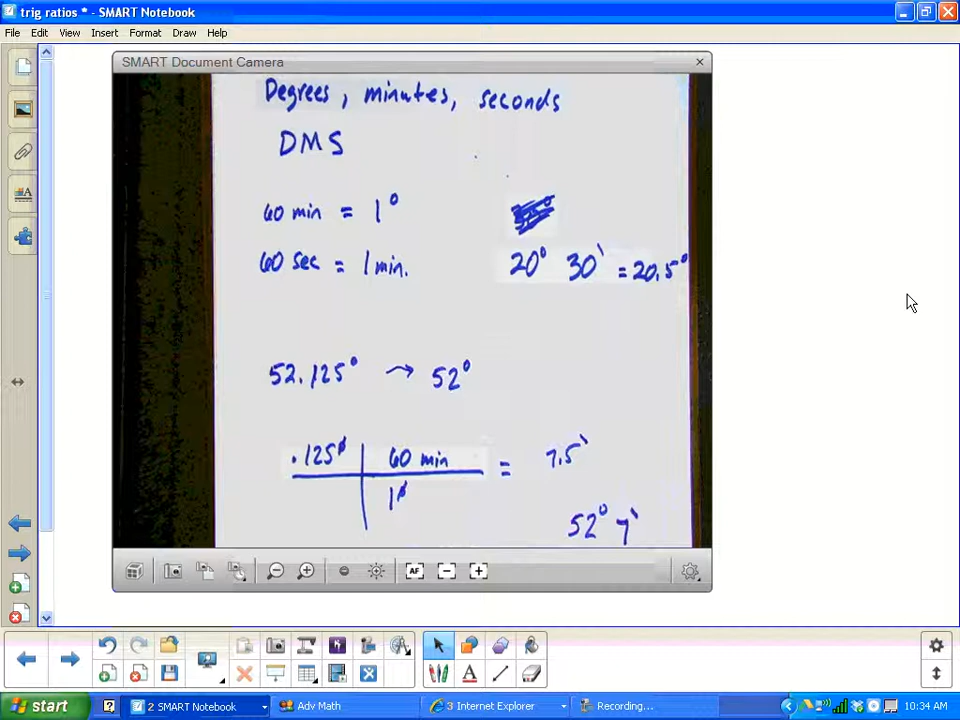 trig ratios * - SMART Notebook
File Edit View Insert Format Draw Help
SMART Document Camera
Degrees, minutes, seconds
DMS
60 min = 1°
60 sec = 1 min.
20° 30' = 20.5°
52.125° → 52°
.125° | 60 min = 7.5'
1°
52° 7'
AF
start
2 SMART Notebook
Adv Math
3 Internet Explorer
Recording...
10:34 AM